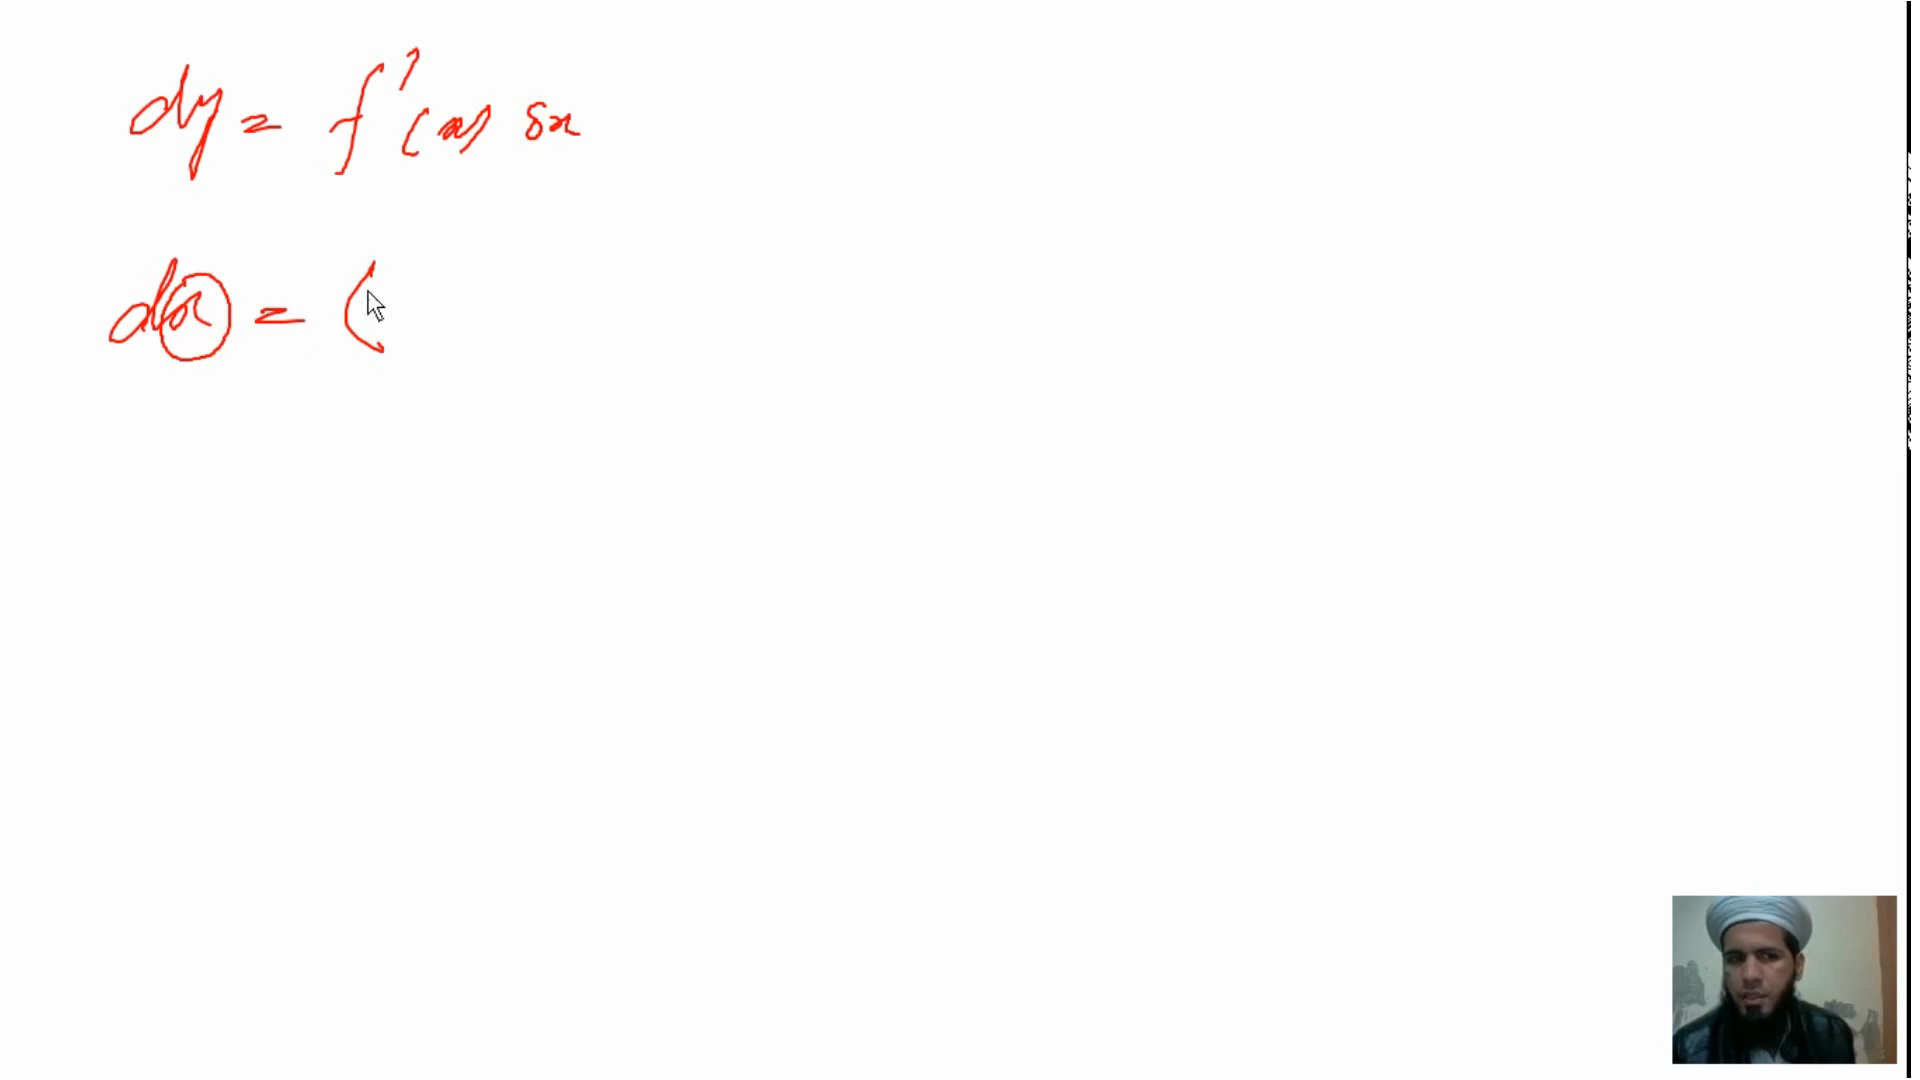 dy = f'(x) δx
dx = (